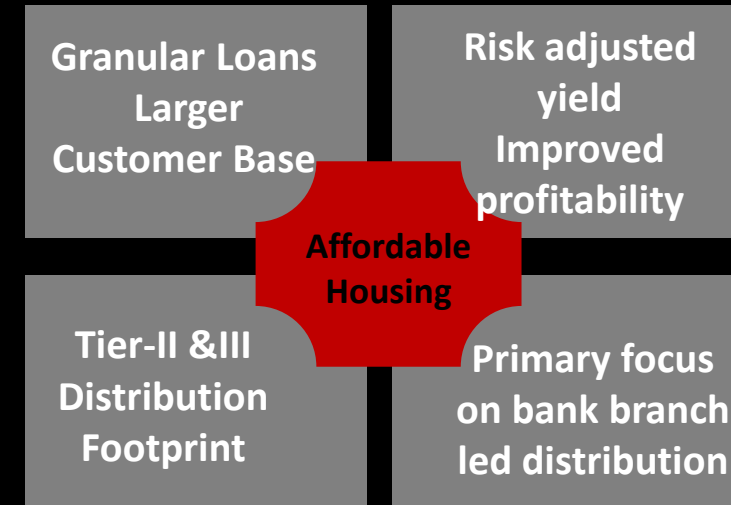 Granular Loans
Larger
Customer Base
Risk adjusted
yield
Improved
profitability
Affordable
Housing
Tier-II &III
Distribution
Footprint
Primary focus
on bank branch
led distribution